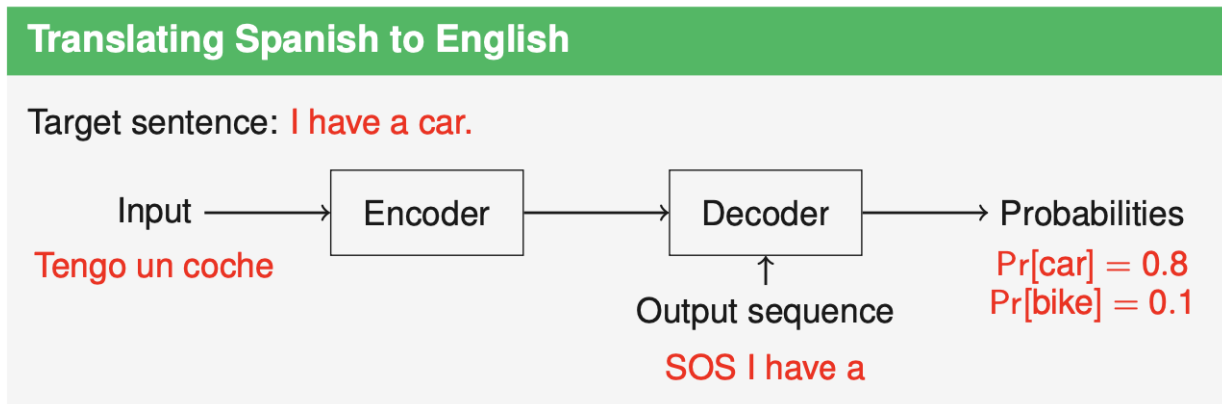 Translating Spanish to English
Target sentence: I have a car.
Input
Encoder
Decoder
Probabilities
Tengo un coche
Pr[car] = 0.8
Pr[bike] = 0.1
Output sequence
SOS I have a